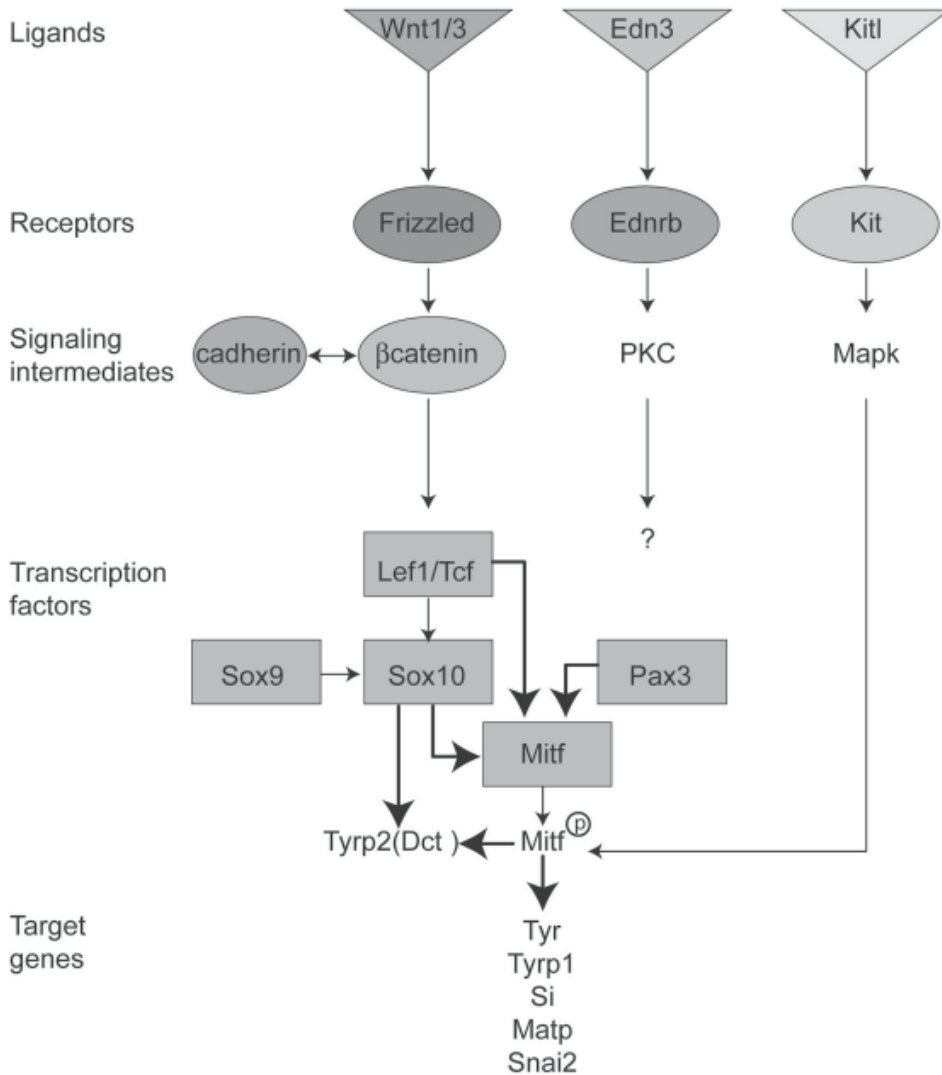 Ligands
Wnt1/3
Edn3
Kitl
Receptors
Frizzled
Ednrb
Kit
Signaling
intermediates
cadherin
βcatenin
PKC
Mapk
?
Transcription
factors
Lef1/Tcf
Sox9
Sox10
Pax3
Mitf
Tyrp2(Dct )
Mitf
p
Target
genes
Tyr
Tyrp1
Si
Matp
Snai2